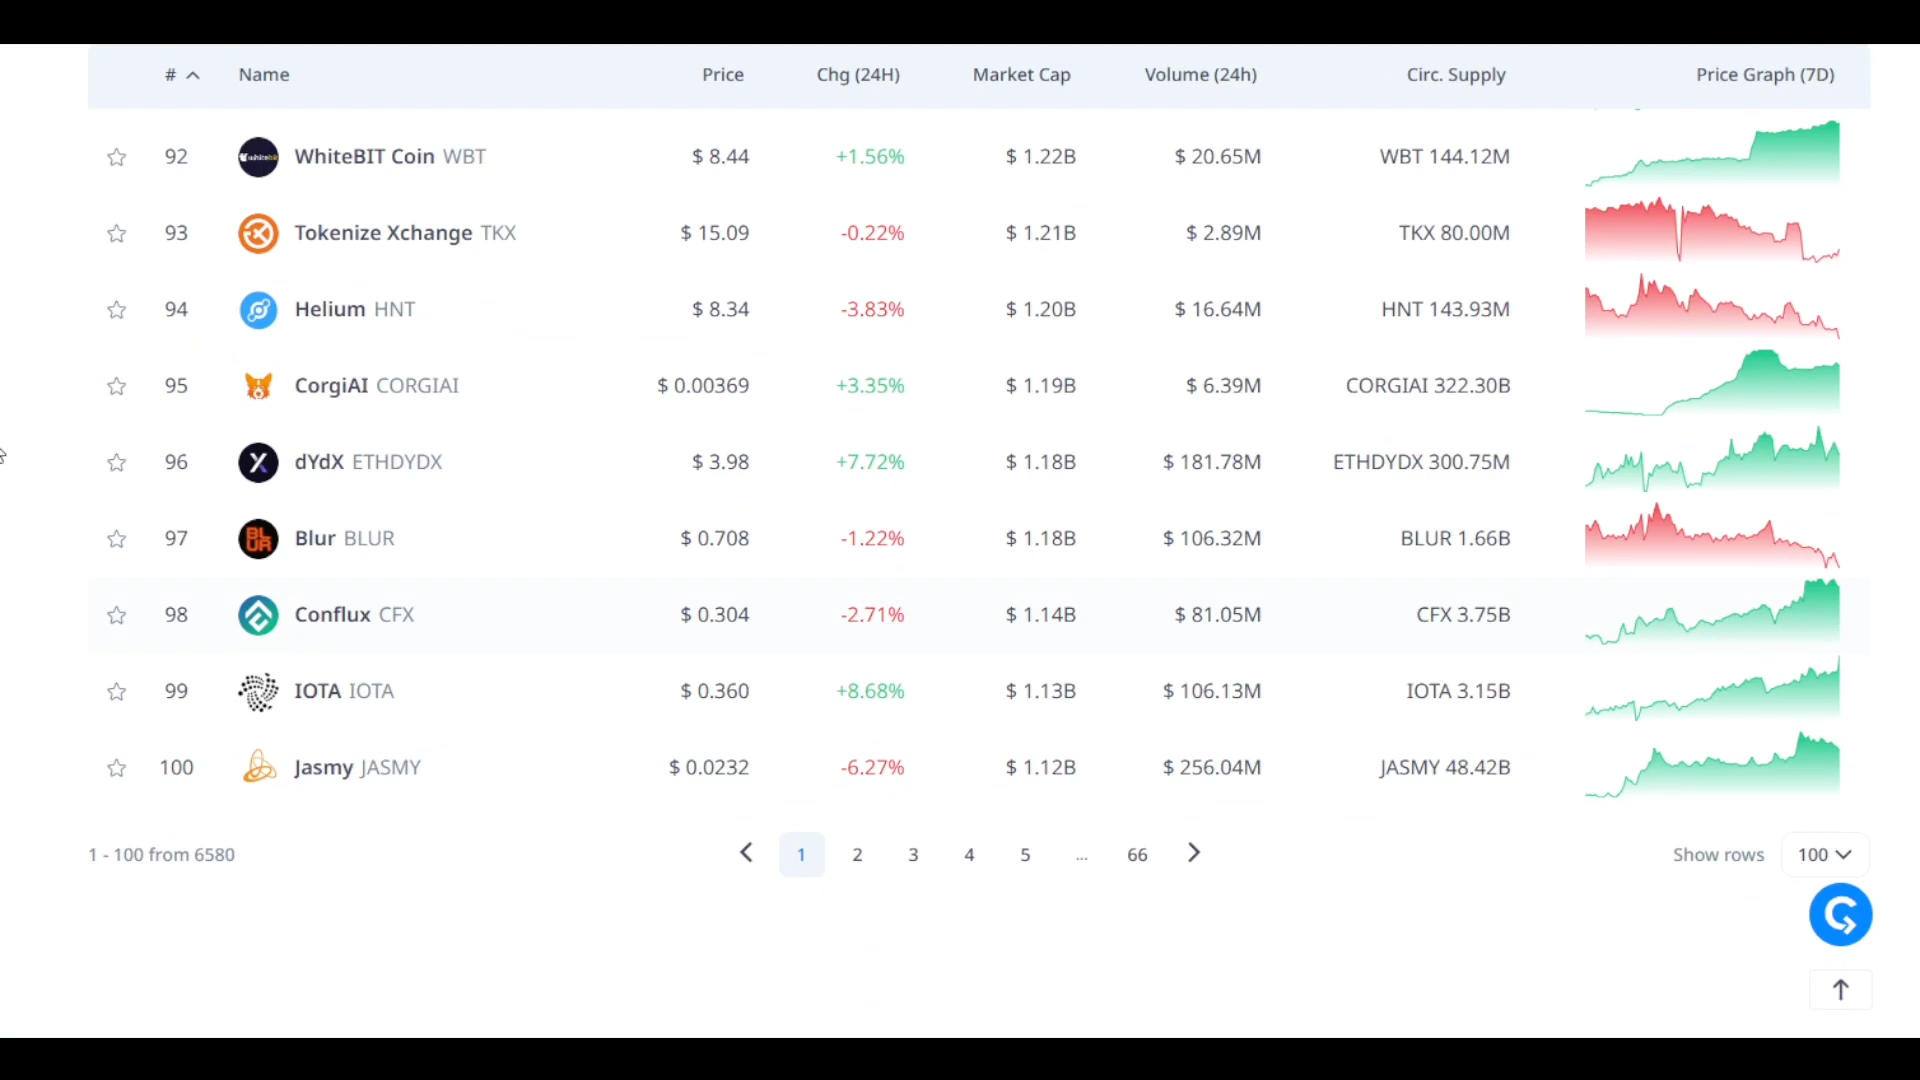 # Name Price Chg (24H) Market Cap Volume (24h) Circ. Supply Price Graph (7D)
92 WhiteBIT Coin WBT $ 8.44 +1.56% $ 1.22B $ 20.65M WBT 144.12M
93 Tokenize Xchange TKX $ 15.09 -0.22% $ 1.21B $ 2.89M TKX 80.00M
94 Helium HNT $ 8.34 -3.83% $ 1.20B $ 16.64M HNT 143.93M
95 CorgiAI CORGIAI $ 0.00369 +3.35% $ 1.19B $ 6.39M CORGIAI 322.30B
96 dYdX ETHDYDX $ 3.98 +7.72% $ 1.18B $ 181.78M ETHDYDX 300.75M
97 BLUR Blur BLUR $ 0.708 -1.22% $ 1.18B $ 106.32M BLUR 1.66B
98 Conflux CFX $ 0.304 -2.71% $ 1.14B $ 81.05M CFX 3.75B
99 IOTA IOTA $ 0.360 +8.68% $ 1.13B $ 106.13M IOTA 3.15B
100 Jasmy JASMY $ 0.0232 -6.27% $ 1.12B $ 256.04M JASMY 48.42B
1 - 100 from 6580 1 2 3 4 5 ... 66 Show rows 100